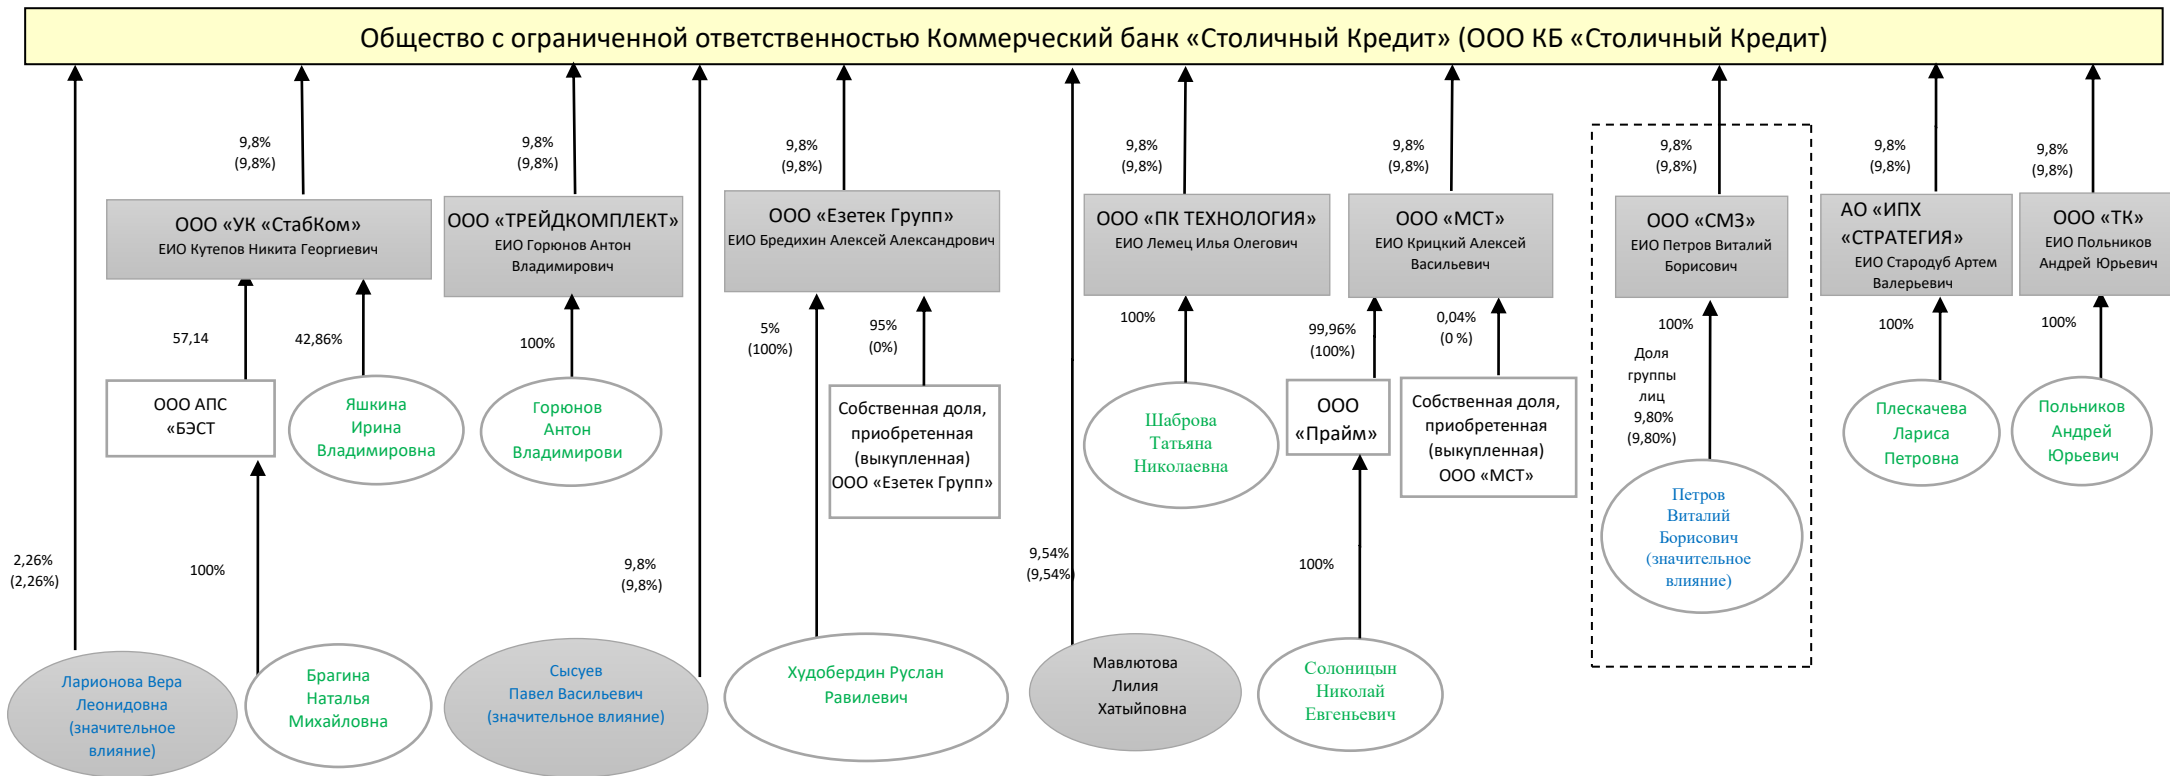 Общество с ограниченной ответственностью Коммерческий банк «Столичный Кредит» (ООО КБ «Столичный Кредит)
9,8%
(9,8%)
9,8%
(9,8%)
9,8%
(9,8%)
9,8%
(9,8%)
9,8%
(9,8%)
9,8%
(9,8%)
9,8%
(9,8%)
9,8%
(9,8%)
ООО «УК «СтабКом»
ЕИО Кутепов Никита Георгиевич
ООО «ТРЕЙДКОМПЛЕКТ»
ЕИО Горюнов Антон
Владимирович
ООО «Езетек Групп»
ЕИО Бредихин Алексей Александрович
ООО «ПК ТЕХНОЛОГИЯ»
ЕИО Лемец Илья Олегович
ООО «МСТ»
ЕИО Крицкий Алексей
Васильевич
ООО «СМЗ»
ЕИО Петров Виталий
Борисович
АО «ИПХ
«СТРАТЕГИЯ»
ЕИО Стародуб Артем
Валерьевич
ООО «ТК»
ЕИО Польников
Андрей Юрьевич
57,14
42,86%
100%
5%
(100%)
95%
(0%)
100%
99,96%
(100%)
0,04%
(0 %)
100%
Доля
группы
лиц
9,80%
(9,80%)
100%
100%
ООО АПС
«БЭСТ
Яшкина
Ирина
Владимировна
Горюнов
Антон
Владимирови
Собственная доля,
приобретенная
(выкупленная)
ООО «Езетек Групп»
Шаброва
Татьяна
Николаевна
ООО
«Прайм»
Собственная доля,
приобретенная
(выкупленная)
ООО «МСТ»
Петров
Виталий
Борисович
(значительное
влияние)
Плескачева
Лариса
Петровна
Польников
Андрей
Юрьевич
2,26%
(2,26%)
100%
9,8%
(9,8%)
9,54%
(9,54%)
100%
Ларионова Вера
Леонидовна
(значительное
влияние)
Брагина
Наталья
Михайловна
Сысуев
Павел Васильевич
(значительное влияние)
Худобердин Руслан
Равилевич
Мавлютова
Лилия
Хатыйповна
Солоницын
Николай
Евгеньевич